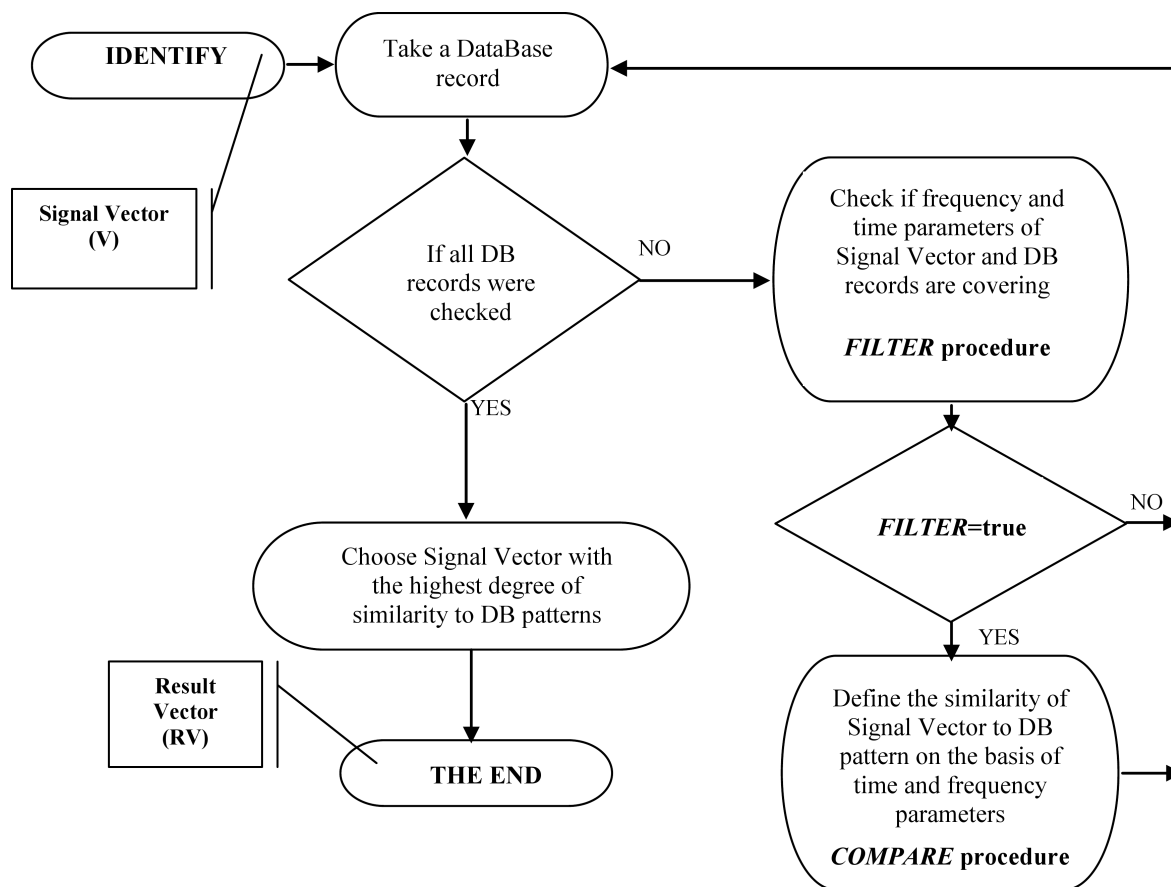 IDENTIFY
Take a DataBase
record
Signal Vector
(V)
If all DB
records were
checked
NO
Check if frequency and
time parameters of
Signal Vector and DB
records are covering
FILTER procedure
YES
FILTER=true
NO
Choose Signal Vector with
the highest degree of
similarity to DB patterns
YES
Result
Vector
(RV)
THE END
Define the similarity of
Signal Vector to DB
pattern on the basis of
time and frequency
parameters
COMPARE procedure